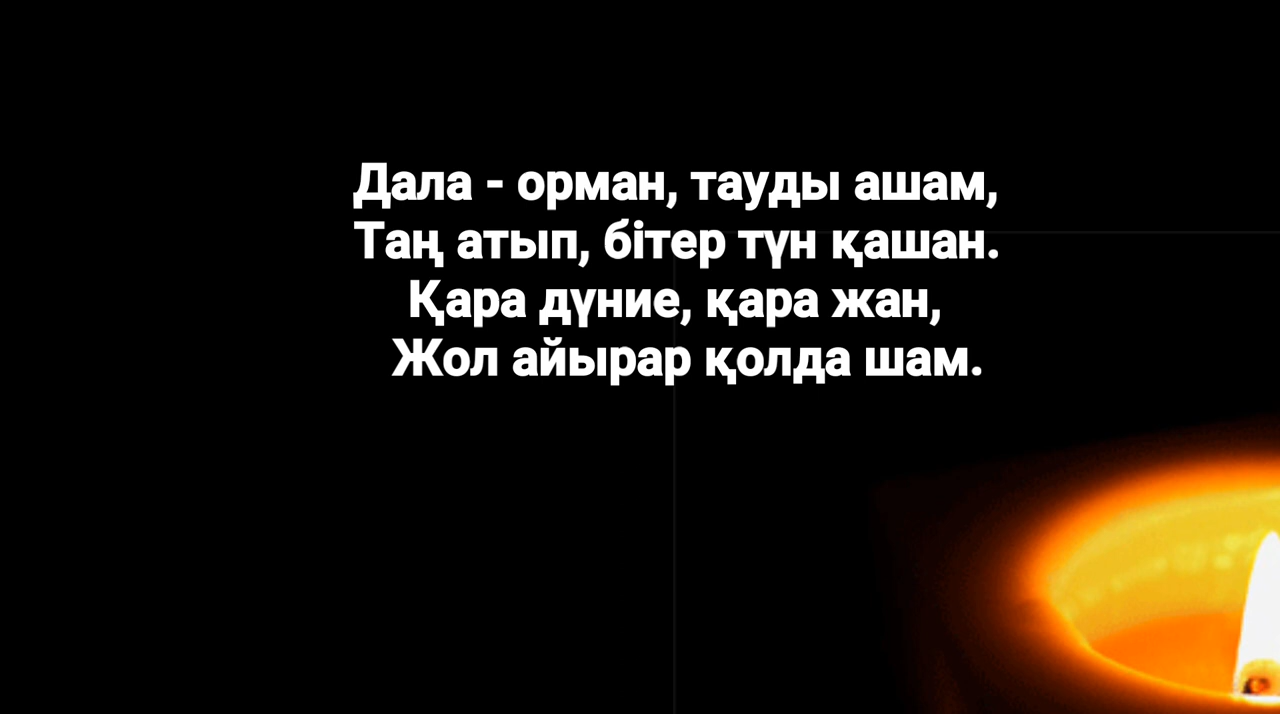 Дала - орман, тауды ашам,
Таң атып, бітер түн қашан.
Қара дүние, қара жан,
Жол айырар қолда шам.